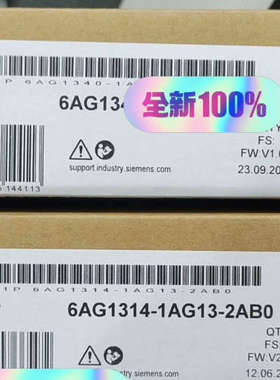 1P 6AG1340-1A
6AG134
全新100%
TY
FS:
FW:V1.0
support.industry.siemens.com
23.09.20
144113
1P 6AG1314-1AG13-2AB0
6AG1314-1AG13-2AB0
QT
FS
FW:V2
support.industry.siemens.com
12.06.2